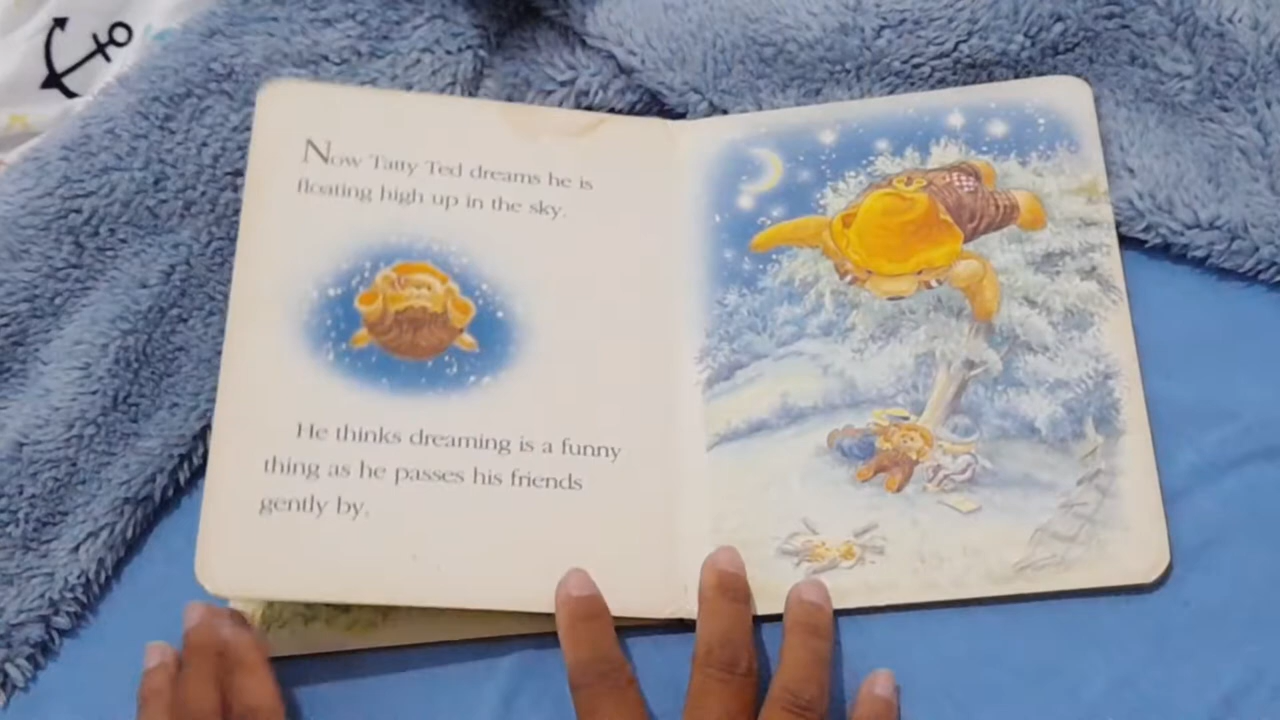 Now Tatty Ted dreams he is
floating high up in the sky.
He thinks dreaming is a funny
thing as he passes his friends
gently by.